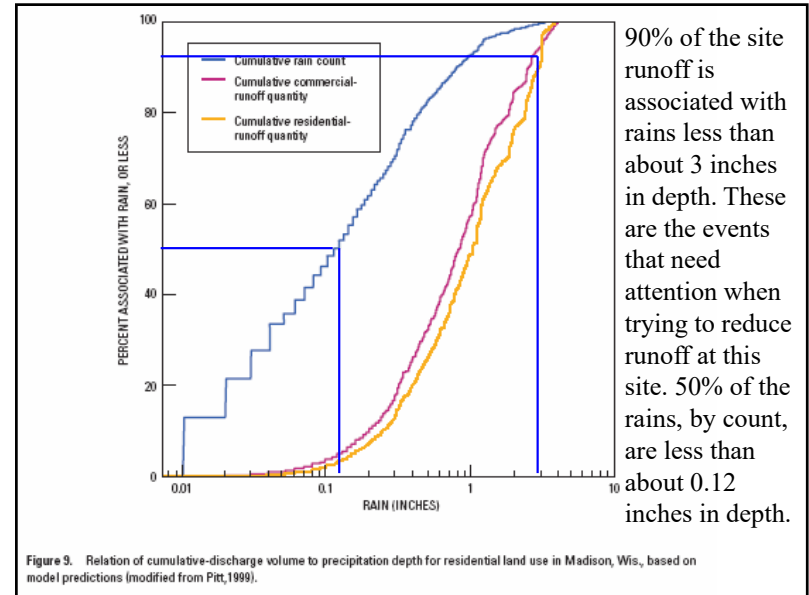 100
80
60
40
20
0
PERCENT ASSOCIATED WITH RAIN, OR LESS
Cumulative rain count
Cumulative commercial-
runoff quantity
Cumulative residential-
runoff quantity
0.01
0.1
1
10
RAIN (INCHES)
90% of the site
runoff is
associated with
rains less than
about 3 inches
in depth. These
are the events
that need
attention when
trying to reduce
runoff at this
site. 50% of the
rains, by count,
are less than
about 0.12
inches in depth.
Figure 9. Relation of cumulative-discharge volume to precipitation depth for residential land use in Madison, Wis., based on
model predictions (modified from Pitt,1999).